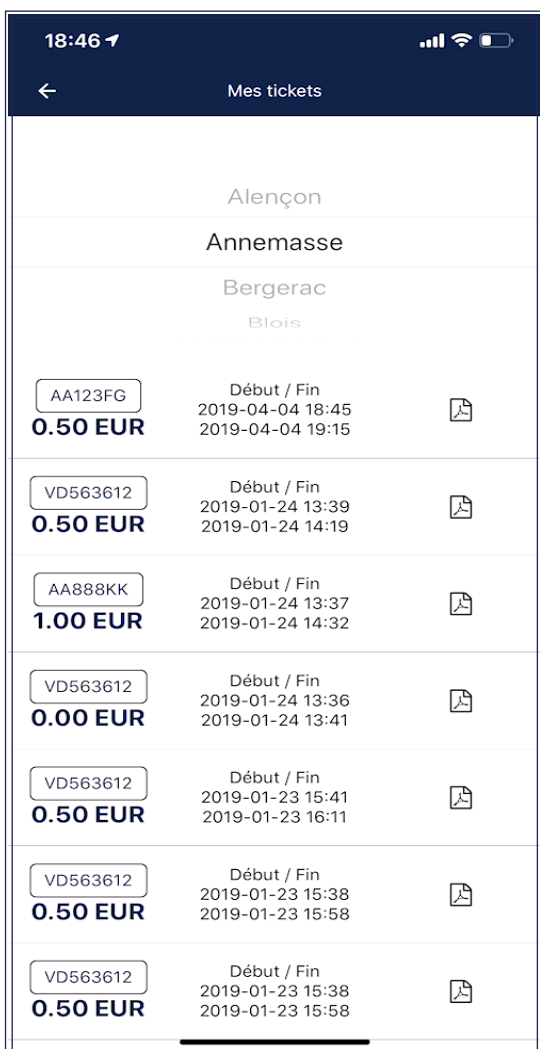 18:46
Mes tickets
Alençon
Annemasse
Bergerac
Blois
AA123FG
0.50 EUR
Début / Fin
2019-04-04 18:45
2019-04-04 19:15
VD563612
0.50 EUR
Début / Fin
2019-01-24 13:39
2019-01-24 14:19
AA888KK
1.00 EUR
Début / Fin
2019-01-24 13:37
2019-01-24 14:32
VD563612
0.00 EUR
Début / Fin
2019-01-24 13:36
2019-01-24 13:41
VD563612
0.50 EUR
Début / Fin
2019-01-23 15:41
2019-01-23 16:11
VD563612
0.50 EUR
Début / Fin
2019-01-23 15:38
2019-01-23 15:58
VD563612
0.50 EUR
Début / Fin
2019-01-23 15:38
2019-01-23 15:58